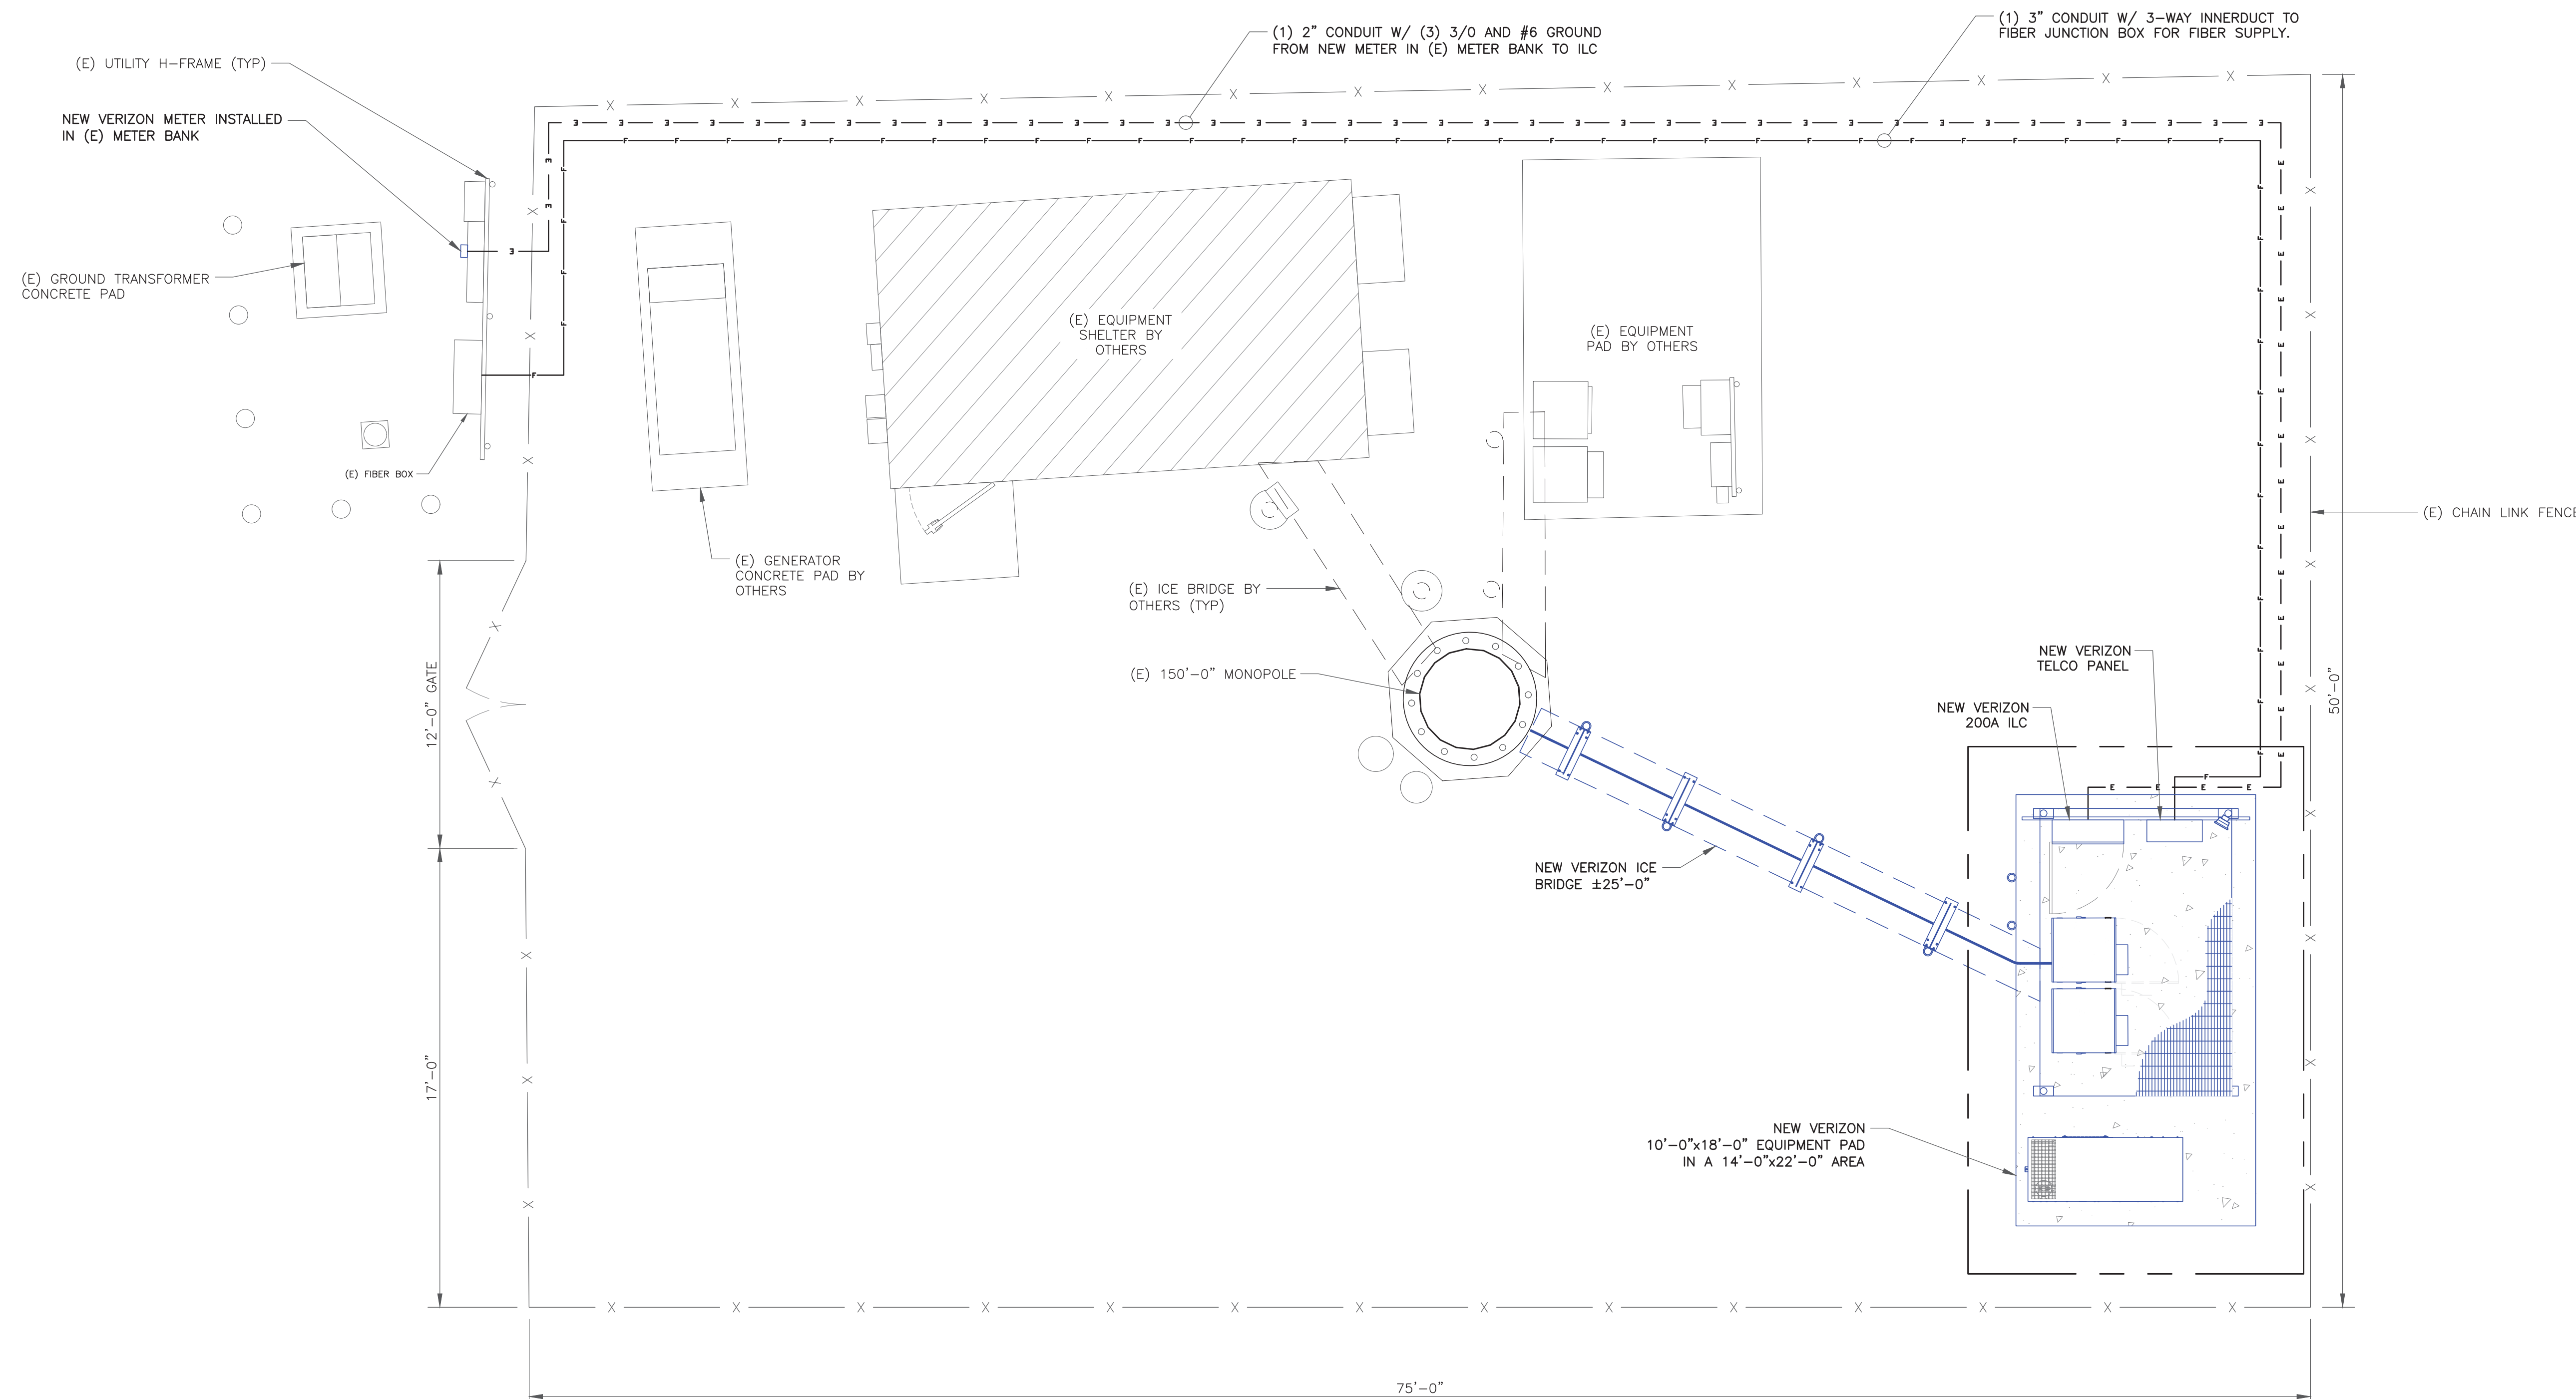 (1) 2" CONDUIT W/ (3) 3/0 AND #6 GROUND
FROM NEW METER IN (E) METER BANK TO ILC
(1) 3" CONDUIT W/ 3-WAY INNERDUCT TO
FIBER JUNCTION BOX FOR FIBER SUPPLY.
(E) UTILITY H-FRAME (TYP)
NEW VERIZON METER INSTALLED
IN (E) METER BANK
(E) GROUND TRANSFORMER
CONCRETE PAD
(E) FIBER BOX
(E) EQUIPMENT
SHELTER BY
OTHERS
(E) EQUIPMENT
PAD BY OTHERS
(E) CHAIN LINK FENCE
(E) GENERATOR
CONCRETE PAD BY
OTHERS
(E) ICE BRIDGE BY
OTHERS (TYP)
(E) 150'-0" MONOPOLE
12'-0" GATE
NEW VERIZON
TELCO PANEL
NEW VERIZON
200A ILC
50'-0"
NEW VERIZON ICE
BRIDGE ±25'-0"
17'-0"
NEW VERIZON
10'-0"x18'-0" EQUIPMENT PAD
IN A 14'-0"x22'-0" AREA
75'-0"